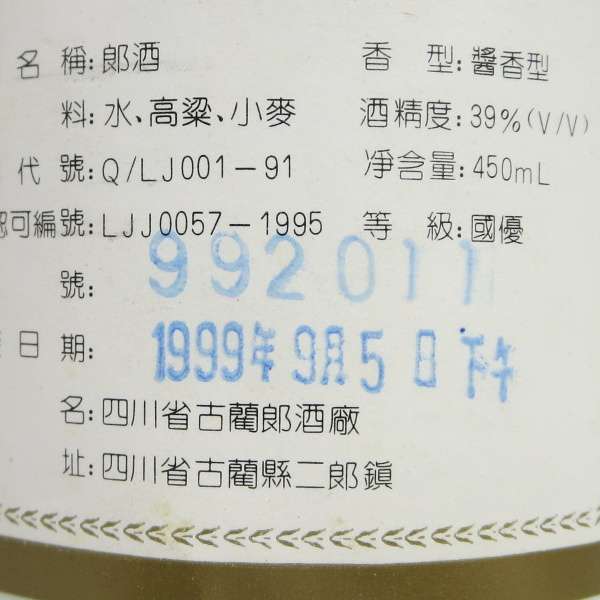 名 稱: 郎酒 香 型: 醬香型
料: 水、高粱、小麥 酒精度: 39%(V/V)
代 號: Q/LJ001-91 凈含量: 450mL
認可編號: LJJ0057-1995 等 級: 國優
號: 992011
日 期: 1999年9月5日下午
名: 四川省古藺郎酒廠
址: 四川省古藺縣二郎鎮